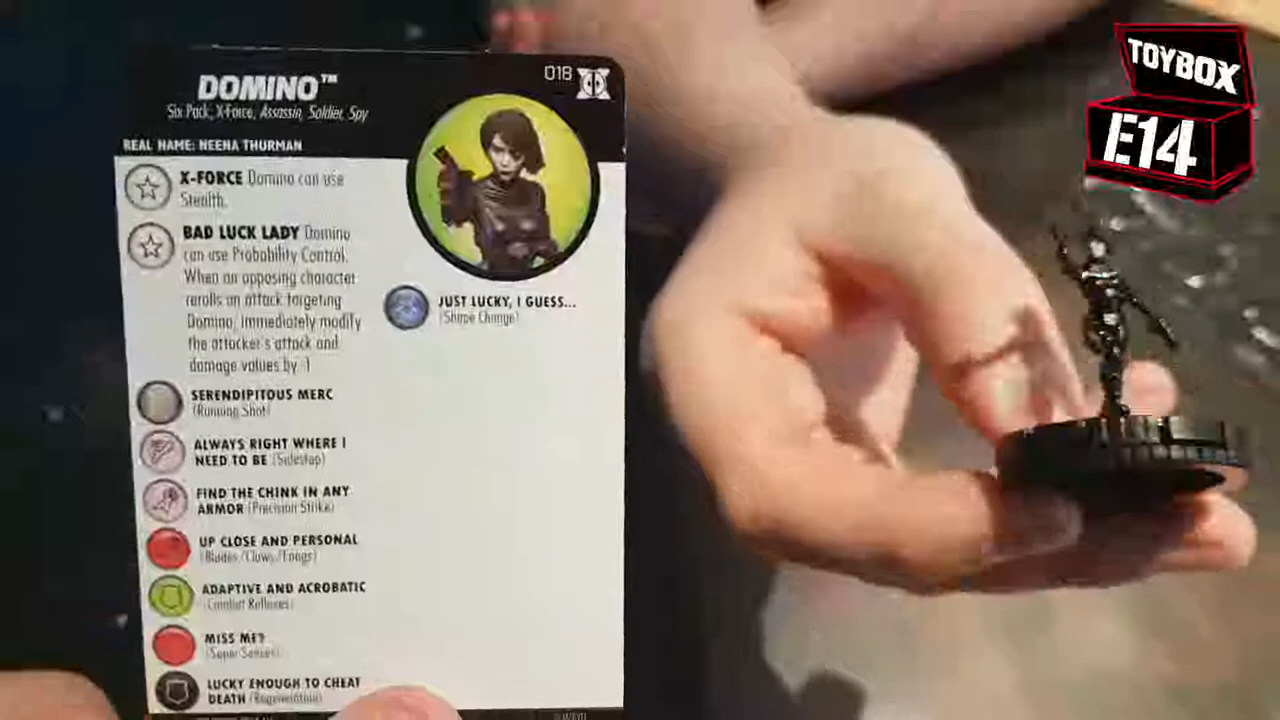 DOMINO™
018
Six Pack, X-Force, Assassin, Soldier, Spy
REAL NAME: NEENA THURMAN
X-FORCE Domino can use
Stealth.
BAD LUCK LADY Domino
can use Probability Control.
When an opposing character
rerolls an attack targeting
Domino, immediately modify
the attacker's attack and
damage values by -1
SERENDIPITOUS MERC
(Running Shot)
ALWAYS RIGHT WHERE I
NEED TO BE (Sidestep)
FIND THE CHINK IN ANY
ARMOR (Precision Strike)
UP CLOSE AND PERSONAL
(Blades/Claws/Fangs)
ADAPTIVE AND ACROBATIC
(Combat Reflexes)
MISS ME?
(Super Senses)
LUCKY ENOUGH TO CHEAT
DEATH (Regeneration)
JUST LUCKY, I GUESS...
(Shape Change)
TOYBOX
E14